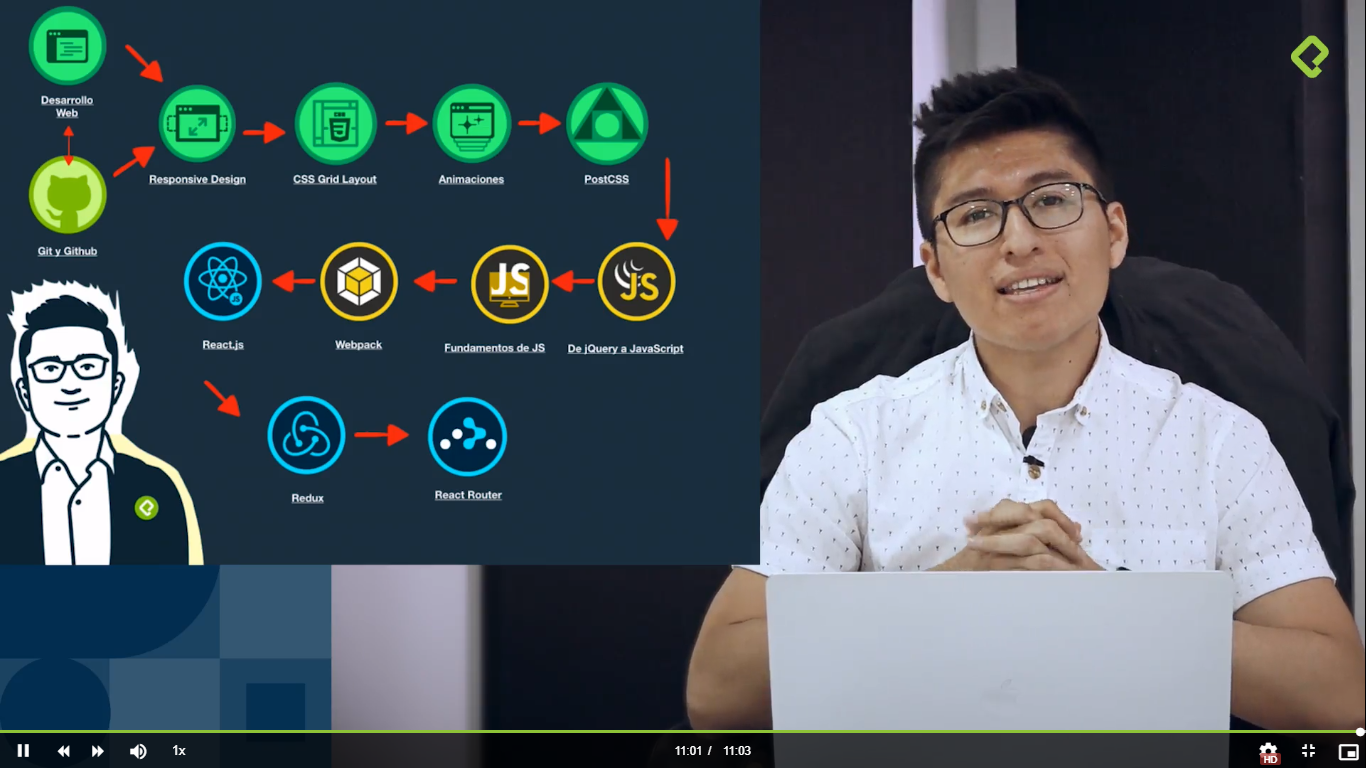 Desarrollo
Web
Responsive Design
CSS Grid Layout
Animaciones
PostCSS
Git y Github
React.js
JS
Webpack
JS
Fundamentos de JS
JS
De jQuery a JavaScript
Redux
React Router
1x
11:01 / 11:03
HD